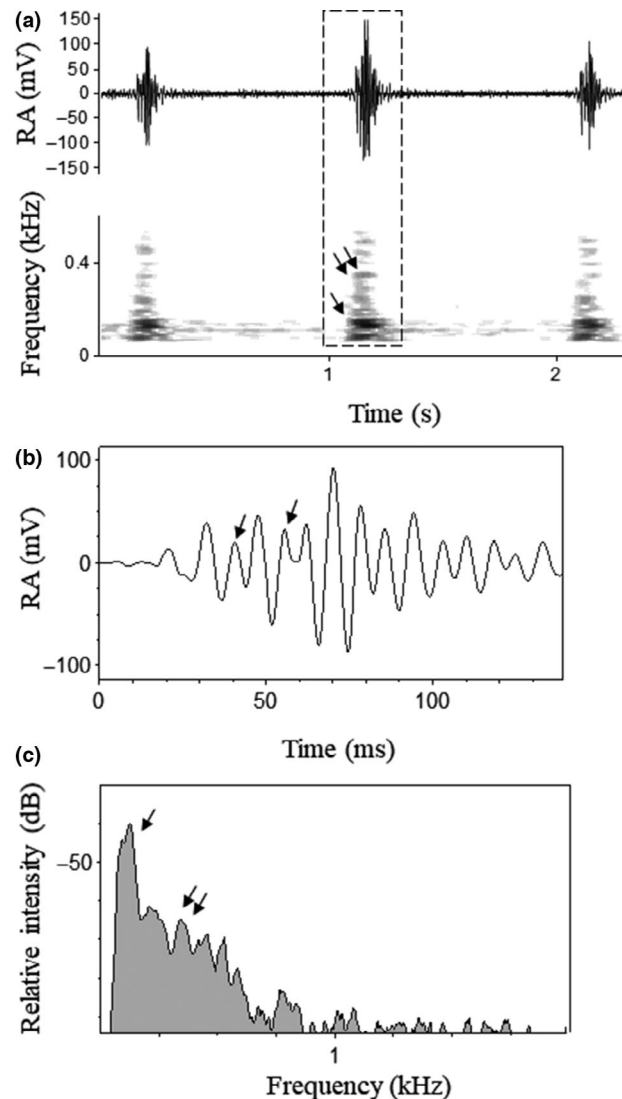 (a)
150
100
50
0
−50
−100
−150
RA (mV)
Frequency (kHz)
0.4
0
1
2
Time (s)
(b)
100
0
−100
RA (mV)
0
50
100
Time (ms)
(c)
Relative intensity (dB)
−50
1
Frequency (kHz)